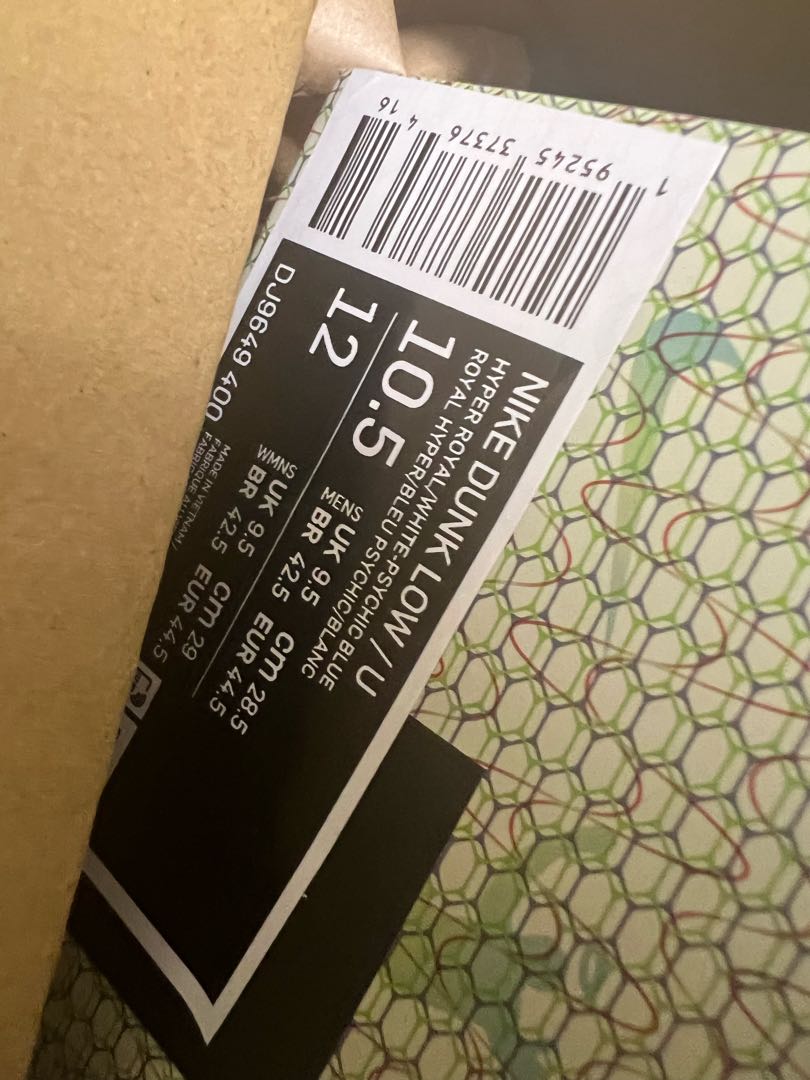 1 95245 37376 4 16
NIKE DUNK LOW / U
HYPER ROYAL/WHITE-PSYCHIC BLUE
ROYAL HYPER/BLEU PSYCHIC/BLANC
10.5 MENS UK 9.5 cm 28.5
BR 42.5 EUR 44.5
12 WMNS UK 9.5 cm 29
BR 42.5 EUR 44.5
DJ9649 400 MADE IN VIETNAM/
FABRIQUE AU